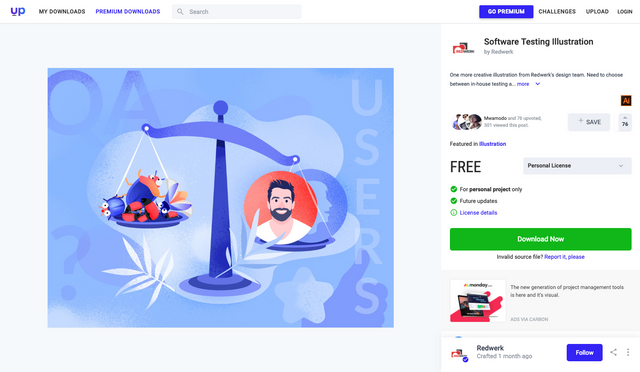 up
MY DOWNLOADS
PREMIUM DOWNLOADS
Search
GO PREMIUM
CHALLENGES
UPLOAD
LOGIN
QA
?
USERS
REDWERK
Software Testing Illustration
by Redwerk
One more creative illustration from Redwerk's design team. Need to choose
between in-house testing a... more
Ai
Mwamodo and 76 upvoted,
501 viewed this post.
+ SAVE
76
Featured in Illustration
FREE
Personal License
For personal project only
Future updates
License details
Download Now
Invalid source file? Report it, please
monday
The new generation of project management tools
is here and it's visual.
ADS VIA CARBON
Redwerk
Crafted 1 month ago
Follow